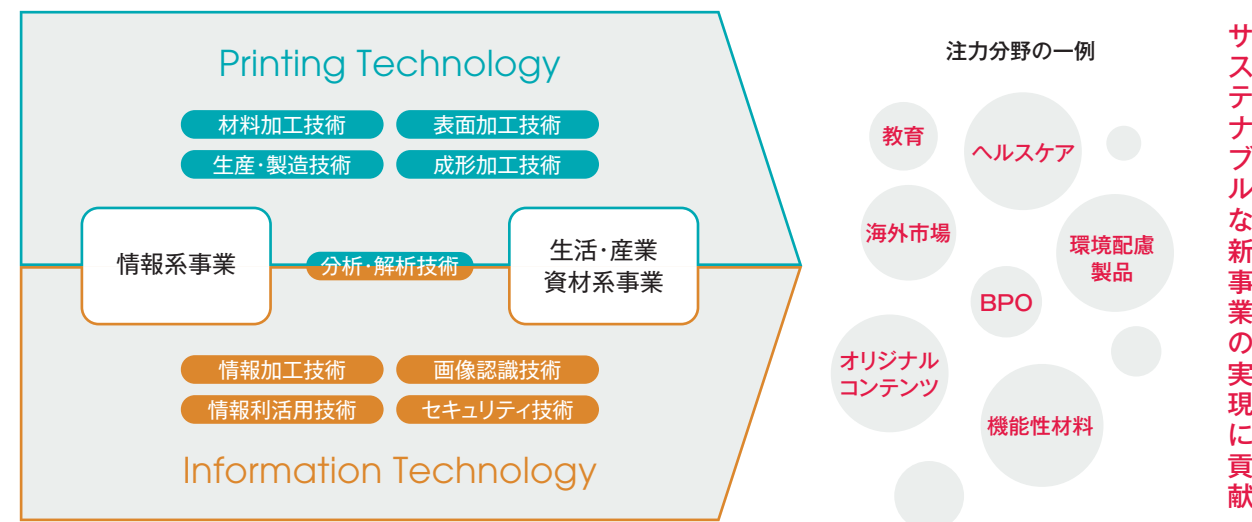 Printing Technology
材料加工技術
表面加工技術
生産・製造技術
成形加工技術
情報系事業
分析・解析技術
生活・産業
資材系事業
情報加工技術
画像認識技術
情報利活用技術
セキュリティ技術
Information Technology
注力分野の一例
教育
ヘルスケア
海外市場
環境配慮
製品
BPO
オリジナル
コンテンツ
機能性材料
サステナブルな新事業の実現に貢献